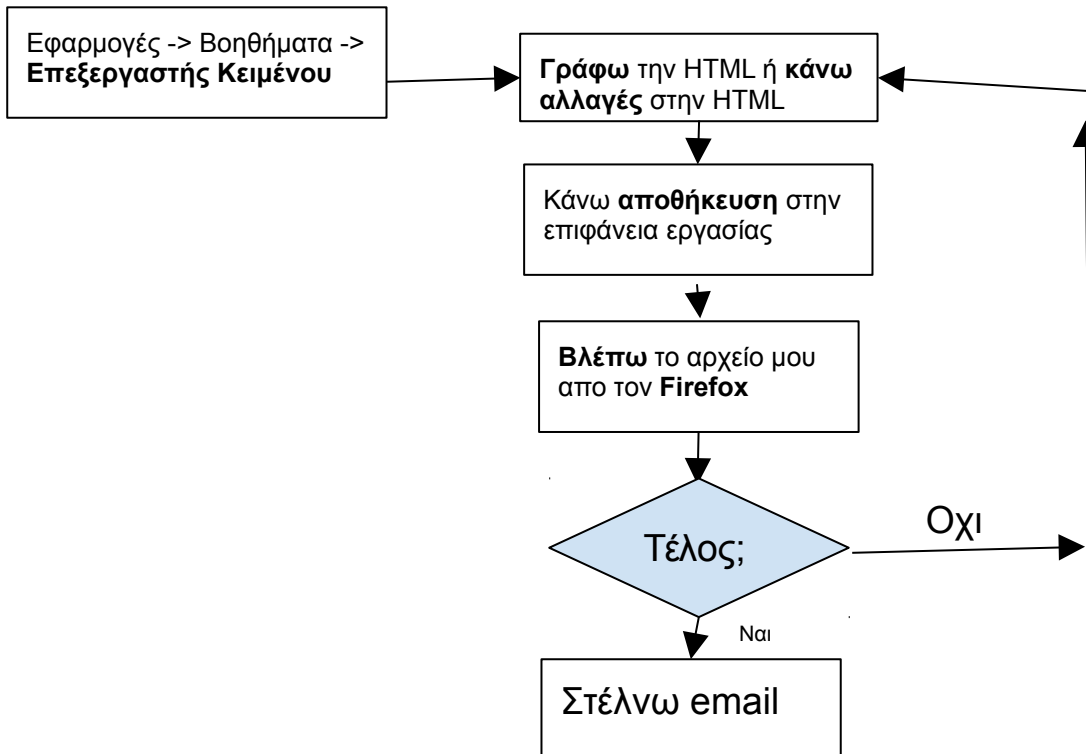 Εφαρμογές -> Βοηθήματα ->
Επεξεργαστής Κειμένου
Γράφω την HTML ή κάνω
αλλαγές στην HTML
Κάνω αποθήκευση στην
επιφάνεια εργασίας
Βλέπω το αρχείο μου
απο τον Firefox
Τέλος;
Οχι
Ναι
Στέλνω email